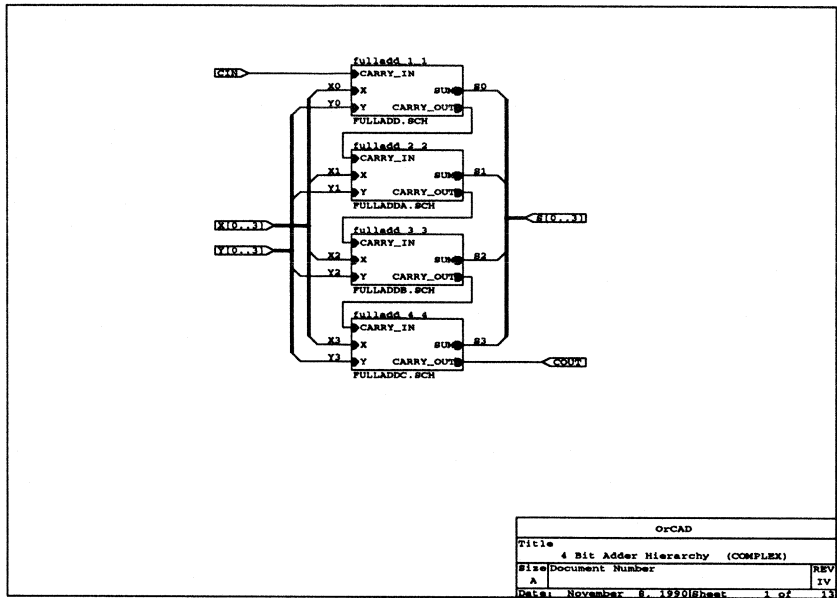 fulladd_1_1
CIN CARRY_IN
X0 X SUM S0
Y0 Y CARRY_OUT
FULLADD.SCH
fulladd_2_2
CARRY_IN
X1 X SUM S1
Y1 Y CARRY_OUT
FULLADDA.SCH
X[0..3] S[0..3]
fulladd_3_3
CARRY_IN
Y[0..3]
X2 X SUM S2
Y2 Y CARRY_OUT
FULLADDB.SCH
fulladd_4_4
CARRY_IN
X3 X SUM S3
Y3 Y CARRY_OUT COUT
FULLADDC.SCH
OrCAD
Title
4 Bit Adder Hierarchy (COMPLEX)
Size Document Number REV
A IV
Date: November 8, 1990 Sheet 1 of 13